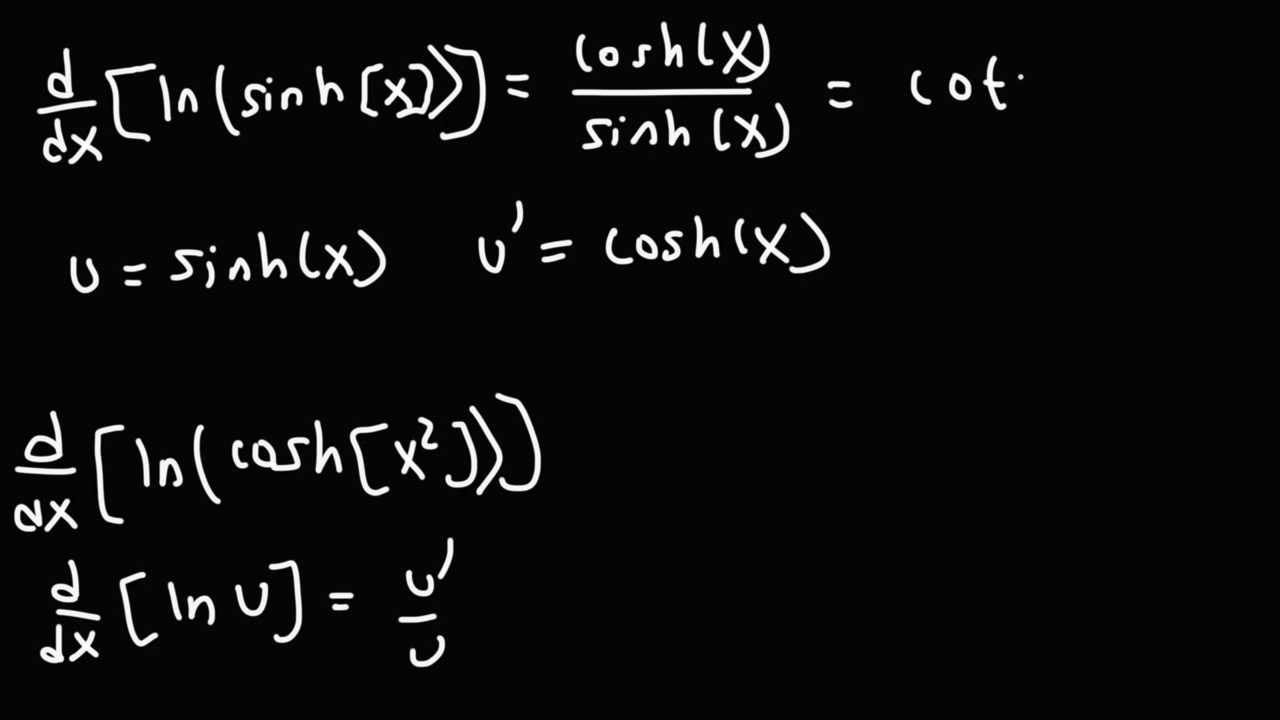 d/dx [ln(sinh[x])] = cosh(x)/sinh(x) = cot
u = sinh(x) u' = cosh(x)
d/dx [ln(cosh[x²])]
d/dx [ln u] = u'/u